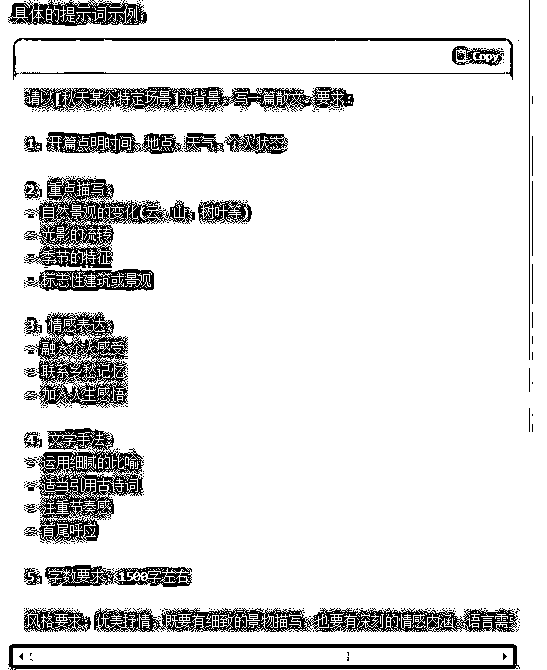 具体的提示词示例：
Copy
请以[秋天某个特定场景]为背景，写一篇散文。要求：
1. 开篇点明时间、地点、天气、个人状态
2. 重点描写：
- 自然景观的变化(云、山、树叶等)
- 光影的流转
- 季节的特征
- 标志性建筑或景观
3. 情感表达：
- 融入个人感受
- 联系乡愁记忆
- 加入人生感悟
4. 文学手法：
- 运用细腻的比喻
- 适当引用古诗词
- 注重节奏感
- 首尾呼应
5. 字数要求：1500字左右
风格要求：优美抒情，既要有细致的景物描写，也要有深刻的情感内涵，语言需